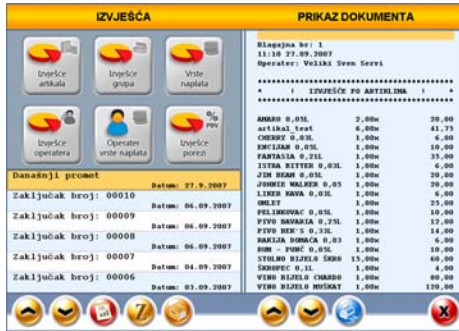 IZVJEŠĆA
Izvješće artikala
Izvješće grupa
Vrste naplata
Izvješće operatera
Operater vrste naplata
%
PDV
Izvješće porezi
Današnji promet
Datum: 27.9.2007
Zaključak broj: 00010
Datum: 06.09.2007
Zaključak broj: 00009
Datum: 06.09.2007
Zaključak broj: 00008
Datum: 06.09.2007
Zaključak broj: 00007
Datum: 04.09.2007
Zaključak broj: 00006
Datum: 03.09.2007
Z
PRIKAZ DOKUMENTA
Blagajna br: 1
11:10 27.09.2007
Operater: Veliki Sven Servi
****************************************
* ! IZVJEŠĆE PO ARTIKLIMA ! *
****************************************
AMARO 0,05L 2,00x 20,00
artikal_test 6,00x 41,73
CHERRY 0,03L 1,00x 6,00
ENCIJAN 0,05L 1,00x 10,00
FANTASIA 0,21L 1,00x 35,00
ISTRA BITTER 0,03L 1,00x 6,00
JIM BEAM 0,05L 1,00x 20,00
JOHNIE WALKER 0,05 1,00x 20,00
LIKER KAVA 0,03L 1,00x 6,00
OMLET 1,00x 25,00
PELINKOVAC 0,05L 1,00x 10,00
PIVO BAVARIA 0,25L 1,00x 12,00
PIVO BEK'S 0,33L 1,00x 14,00
RAKIJA DOMAĆA 0,03 1,00x 6,00
RUM - PUNČ 0,05L 1,00x 10,00
STOLNO BIJELO ŠKRO 15,00x 60,00
ŠKROPEC 0,1L 1,00x 4,00
VINO BIJELO CHARDO 1,00x 80,00
VINO BIJELO MUŠKAT 1,00x 120,00
X